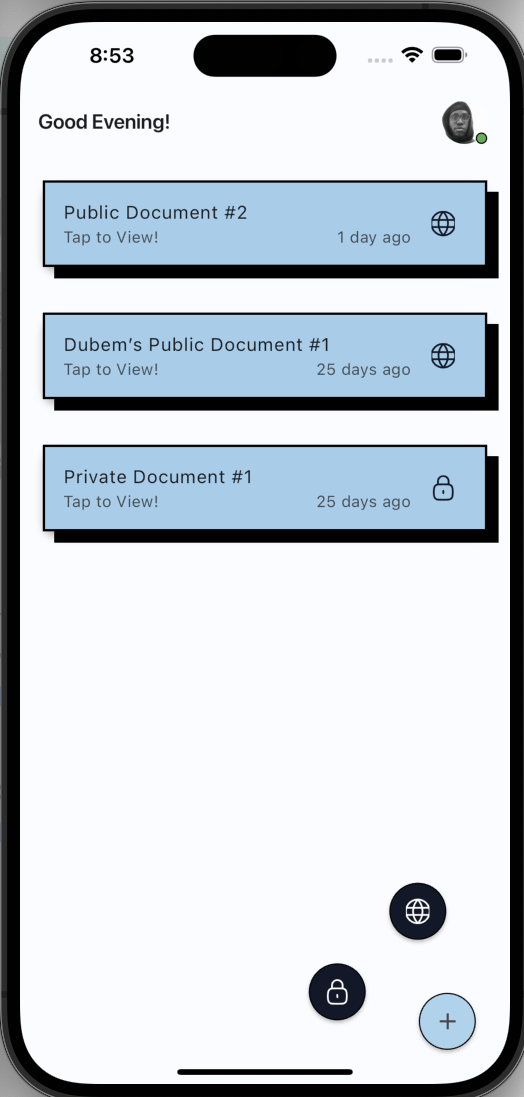 8:53
Good Evening!
Public Document #2
Tap to View! 1 day ago
Dubem’s Public Document #1
Tap to View! 25 days ago
Private Document #1
Tap to View! 25 days ago